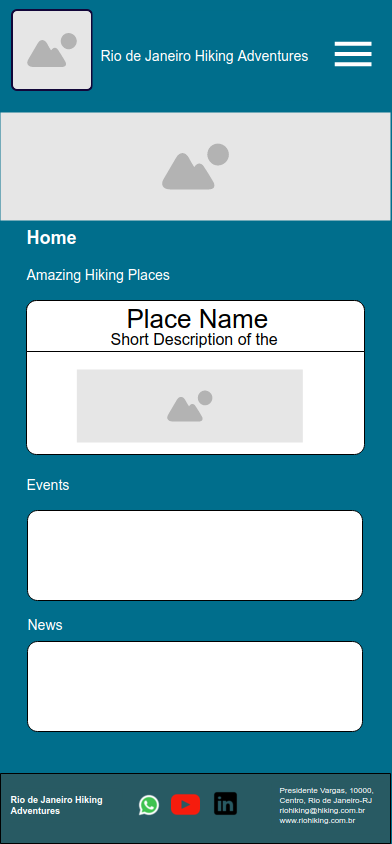 Rio de Janeiro Hiking Adventures
Home
Amazing Hiking Places
Place Name
Short Description of the
Events
News
Rio de Janeiro Hiking
Adventures
in
Presidente Vargas, 10000,
Centro, Rio de Janeiro-RJ
riohiking@hiking.com.br
www.riohiking.com.br